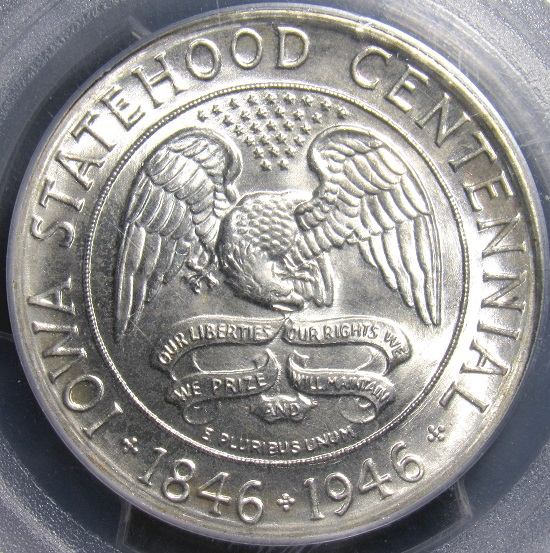 IOWA STATEHOOD CENTENNIAL
OUR LIBERTIES OUR RIGHTS WE
WE PRIZE WILL MAINTAIN
AND
E PLURIBUS UNUM
1846 1946